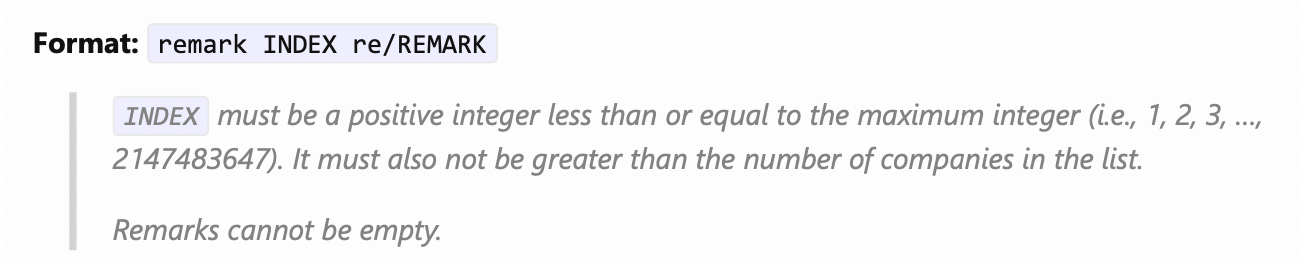 Format: remark INDEX re/REMARK
INDEX must be a positive integer less than or equal to the maximum integer (i.e., 1, 2, 3, ...,
2147483647). It must also not be greater than the number of companies in the list.
Remarks cannot be empty.